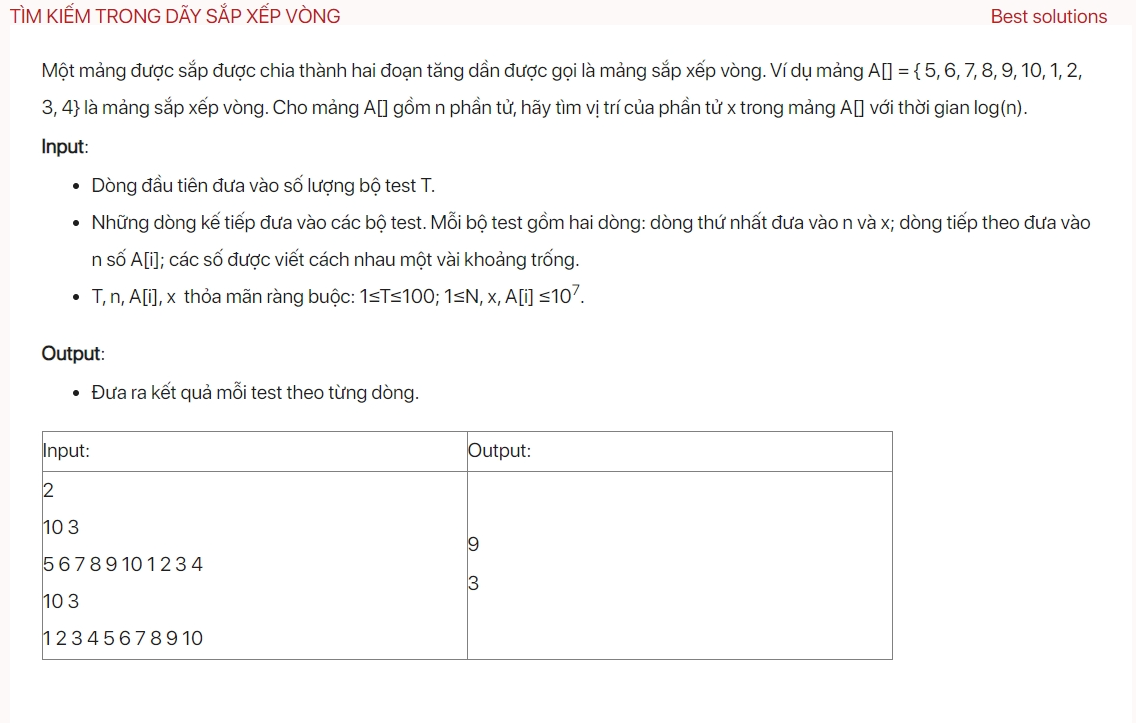 TÌM KIẾM TRONG DÃY SẮP XẾP VÒNG
Best solutions
Một mảng được sắp được chia thành hai đoạn tăng dần được gọi là mảng sắp xếp vòng. Ví dụ mảng A[] = { 5, 6, 7, 8, 9, 10, 1, 2,
3, 4} là mảng sắp xếp vòng. Cho mảng A[] gồm n phần tử, hãy tìm vị trí của phần tử x trong mảng A[] với thời gian log(n).
Input:
• Dòng đầu tiên đưa vào số lượng bộ test T.
• Những dòng kế tiếp đưa vào các bộ test. Mỗi bộ test gồm hai dòng: dòng thứ nhất đưa vào n và x; dòng tiếp theo đưa vào
n số A[i]; các số được viết cách nhau một vài khoảng trống.
• T, n, A[i], x thỏa mãn ràng buộc: 1≤T≤100; 1≤N, x, A[i] ≤10⁷.
Output:
• Đưa ra kết quả mỗi test theo từng dòng.
Input:
Output:
2
10 3
5 6 7 8 9 10 1 2 3 4
10 3
1 2 3 4 5 6 7 8 9 10
9
3